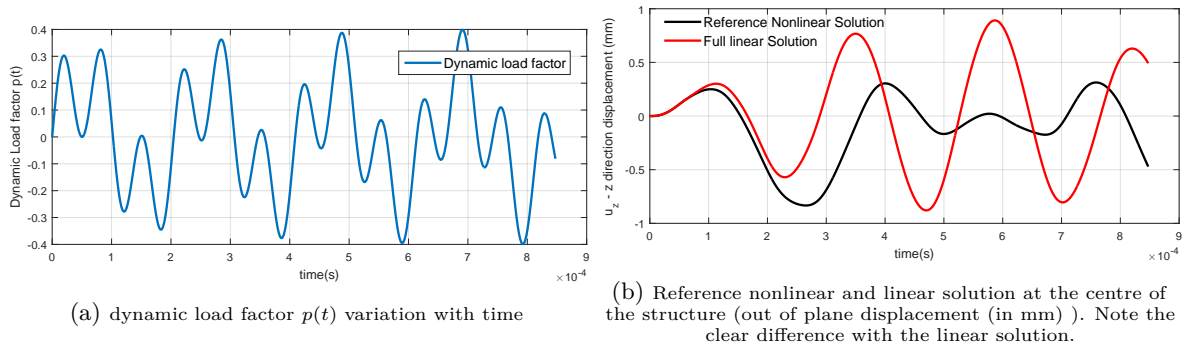 0.4
0.3
0.2
0.1
0
-0.1
-0.2
-0.3
-0.4
Dynamic Load factor p(t)
Dynamic load factor
0 1 2 3 4 5 6 7 8 9
time(s)
×10⁻⁴
(a) dynamic load factor p(t) variation with time
1
0.5
0
-0.5
-1
u_z - z direction displacement (mm)
Reference Nonlinear Solution
Full linear Solution
0 1 2 3 4 5 6 7 8 9
time(s)
×10⁻⁴
(b) Reference nonlinear and linear solution at the centre of
the structure (out of plane displacement (in mm) ). Note the
clear difference with the linear solution.